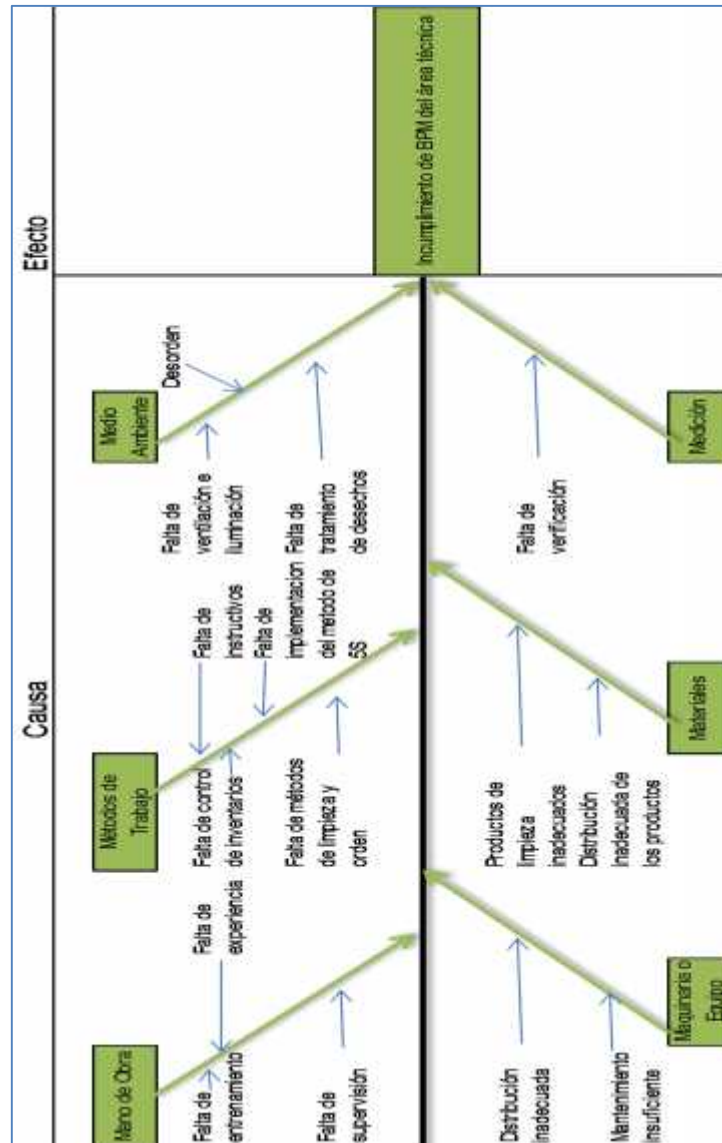 Causa
Efecto
Mano de Obra
Métodos de
Trabajo
Medio
Ambiente
Falta de
entrenamiento
Falta de
experiencia
Falta de
supervisión
Falta de control
de inventarios
Falta de
instructivos
Falta de
implementacion
del metodo de
5S
Falta de métodos
de limpieza y
orden
Falta de
ventilación e
iluminación
Desorden
Falta de
tratamiento
de desechos
Incumplimiento de BPM del área técnica
Distribución
inadecuada
Mantenimiento
insuficiente
Productos de
limpieza
inadecuados
Distribución
inadecuada de
los productos
Falta de
verificación
Maquinaria o
Equipo
Materiales
Medición